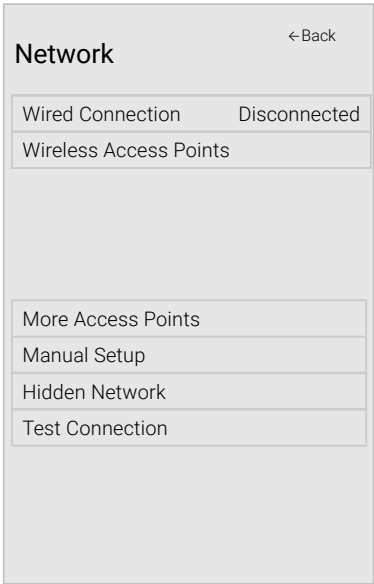 ←Back
Network
Wired Connection Disconnected
Wireless Access Points
More Access Points
Manual Setup
Hidden Network
Test Connection